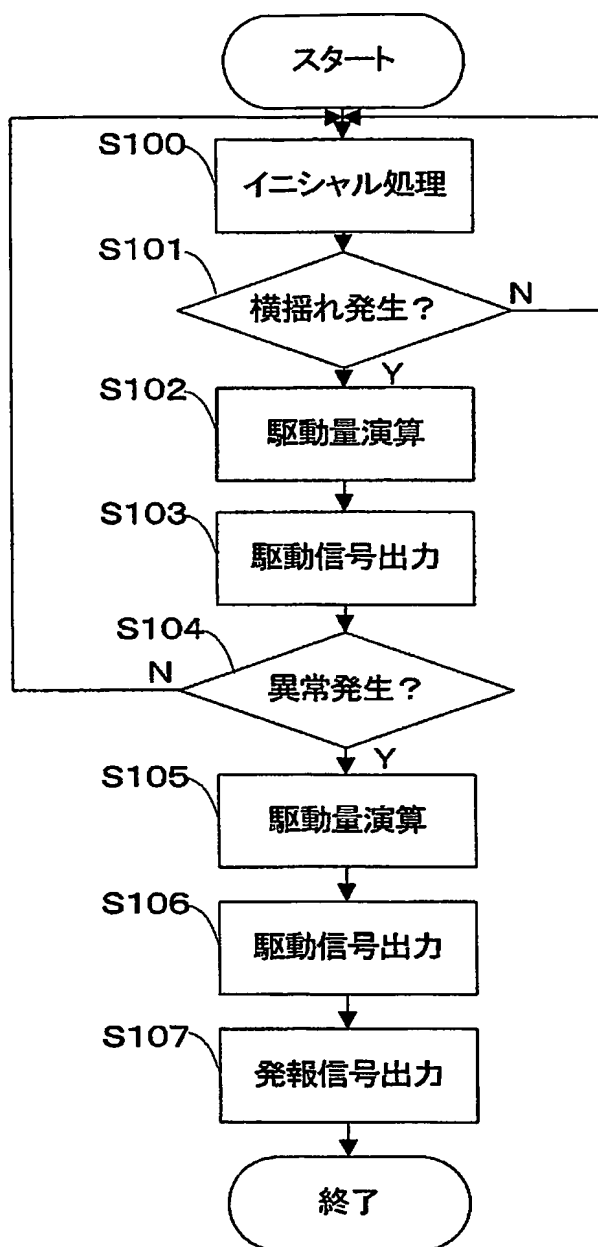 スタート
S100
イニシャル処理
S101
横揺れ発生？
N
Y
S102
駆動量演算
S103
駆動信号出力
S104
N
異常発生？
Y
S105
駆動量演算
S106
駆動信号出力
S107
発報信号出力
終了